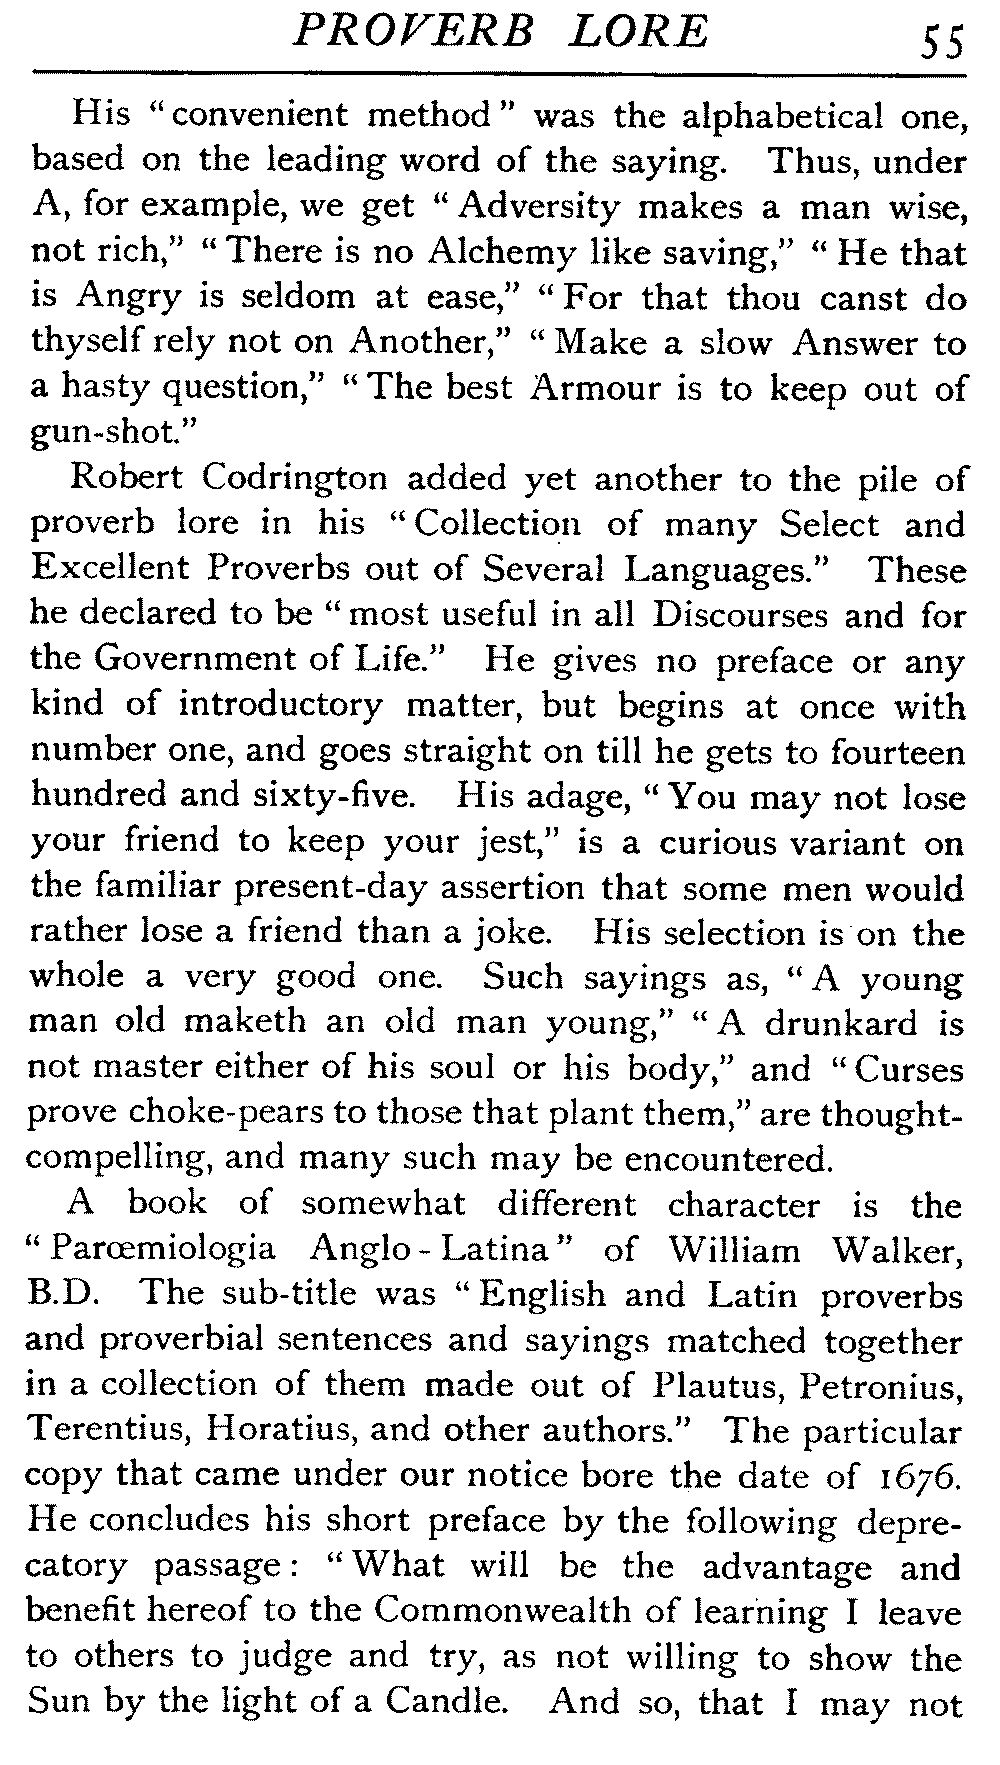 PROVERB LORE 55
His “convenient method” was the alphabetical one,
based on the leading word of the saying. Thus, under
A, for example, we get “Adversity makes a man wise,
not rich,” “There is no Alchemy like saving,” “He that
is Angry is seldom at ease,” “For that thou canst do
thyself rely not on Another,” “Make a slow Answer to
a hasty question,” “The best Armour is to keep out of
gun-shot.”
Robert Codrington added yet another to the pile of
proverb lore in his “Collection of many Select and
Excellent Proverbs out of Several Languages.” These
he declared to be “most useful in all Discourses and for
the Government of Life.” He gives no preface or any
kind of introductory matter, but begins at once with
number one, and goes straight on till he gets to fourteen
hundred and sixty-five. His adage, “You may not lose
your friend to keep your jest,” is a curious variant on
the familiar present-day assertion that some men would
rather lose a friend than a joke. His selection is on the
whole a very good one. Such sayings as, “A young
man old maketh an old man young,” “A drunkard is
not master either of his soul or his body,” and “Curses
prove choke-pears to those that plant them,” are thought-
compelling, and many such may be encountered.
A book of somewhat different character is the
“Parœmiologia Anglo-Latina” of William Walker,
B.D. The sub-title was “English and Latin proverbs
and proverbial sentences and sayings matched together
in a collection of them made out of Plautus, Petronius,
Terentius, Horatius, and other authors.” The particular
copy that came under our notice bore the date of 1676.
He concludes his short preface by the following depre-
catory passage: “What will be the advantage and
benefit hereof to the Commonwealth of learning I leave
to others to judge and try, as not willing to show the
Sun by the light of a Candle. And so, that I may not